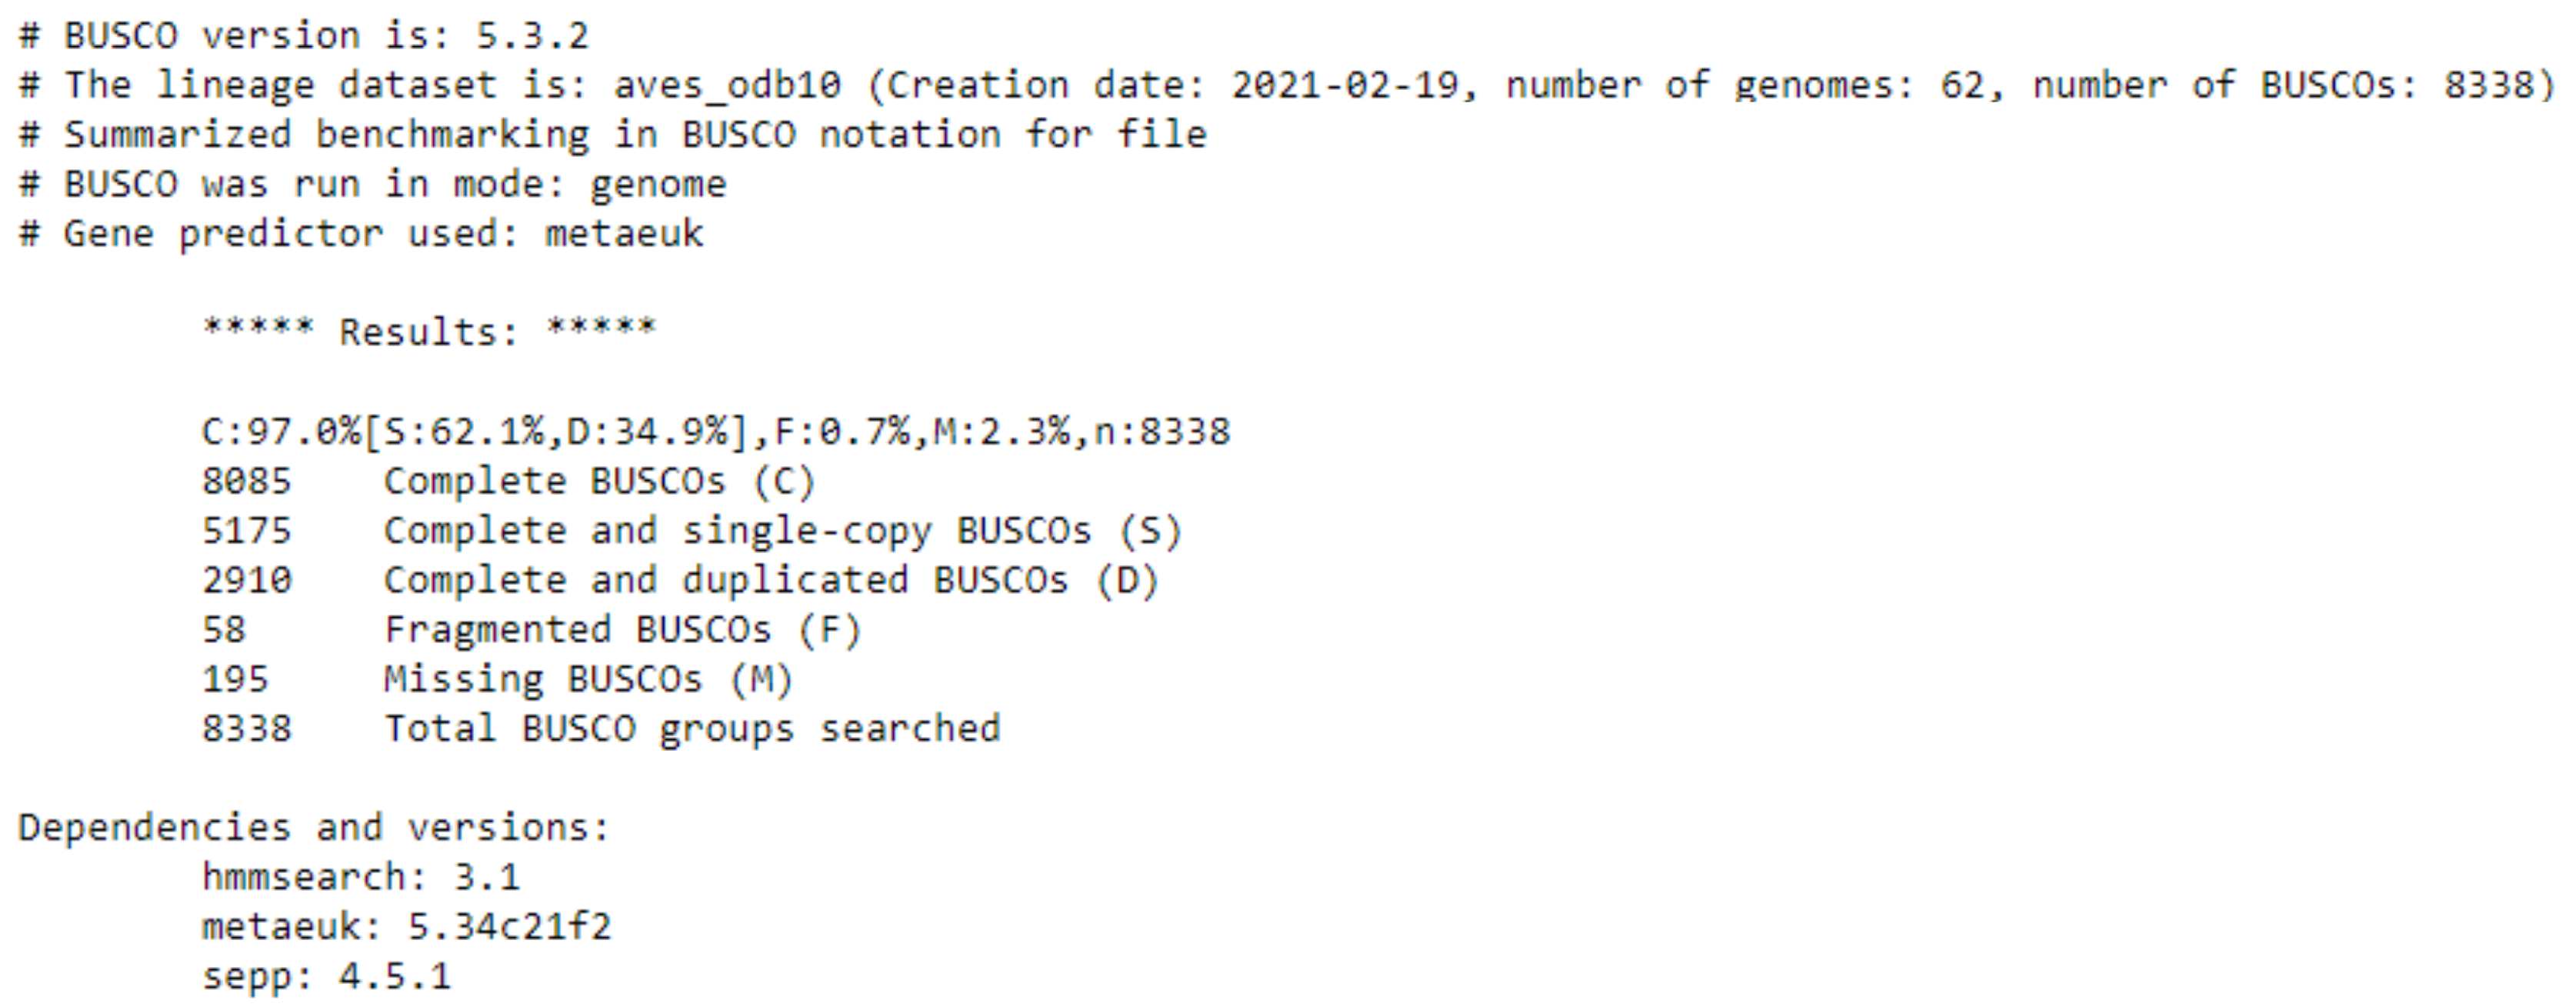 # BUSCO version is: 5.3.2
# The lineage dataset is: aves_odb10 (Creation date: 2021-02-19, number of genomes: 62, number of BUSCOs: 8338)
# Summarized benchmarking in BUSCO notation for file
# BUSCO was run in mode: genome
# Gene predictor used: metaeuk
***** Results: *****
C:97.0%[S:62.1%,D:34.9%],F:0.7%,M:2.3%,n:8338
8085 Complete BUSCOs (C)
5175 Complete and single-copy BUSCOs (S)
2910 Complete and duplicated BUSCOs (D)
58 Fragmented BUSCOs (F)
195 Missing BUSCOs (M)
8338 Total BUSCO groups searched
Dependencies and versions:
hmmsearch: 3.1
metaeuk: 5.34c21f2
sepp: 4.5.1